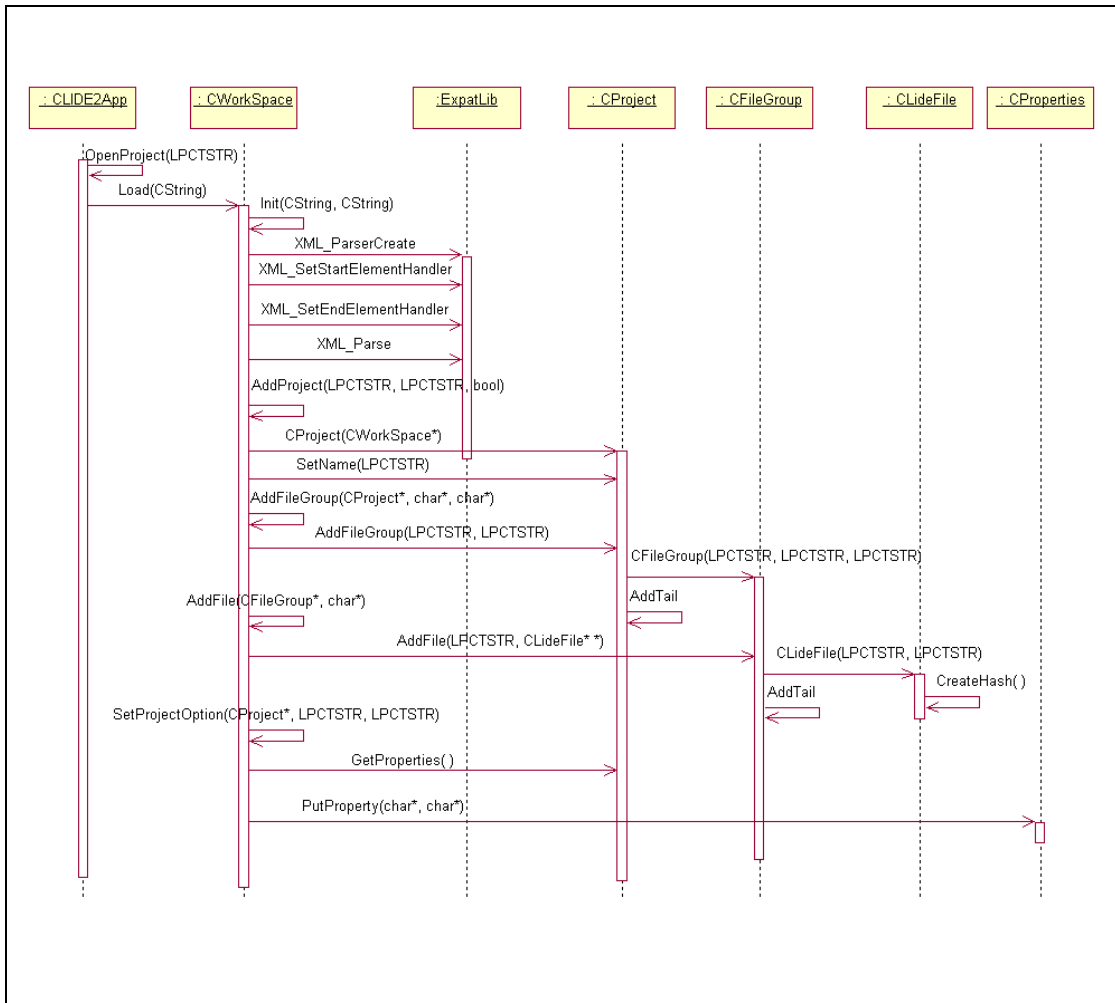 : CLIDE2App
: CWorkSpace
:ExpatLib
: CProject
: CFileGroup
: CLideFile
: CProperties
OpenProject(LPCTSTR)
Load(CString)
Init(CString, CString)
XML_ParserCreate
XML_SetStartElementHandler
XML_SetEndElementHandler
XML_Parse
AddProject(LPCTSTR, LPCTSTR, bool)
CProject(CWorkSpace*)
SetName(LPCTSTR)
AddFileGroup(CProject*, char*, char*)
AddFileGroup(LPCTSTR, LPCTSTR)
CFileGroup(LPCTSTR, LPCTSTR, LPCTSTR)
AddFile(CFileGroup*, char*)
AddTail
AddFile(LPCTSTR, CLideFile* *)
CLideFile(LPCTSTR, LPCTSTR)
CreateHash( )
AddTail
SetProjectOption(CProject*, LPCTSTR, LPCTSTR)
GetProperties( )
PutProperty(char*, char*)